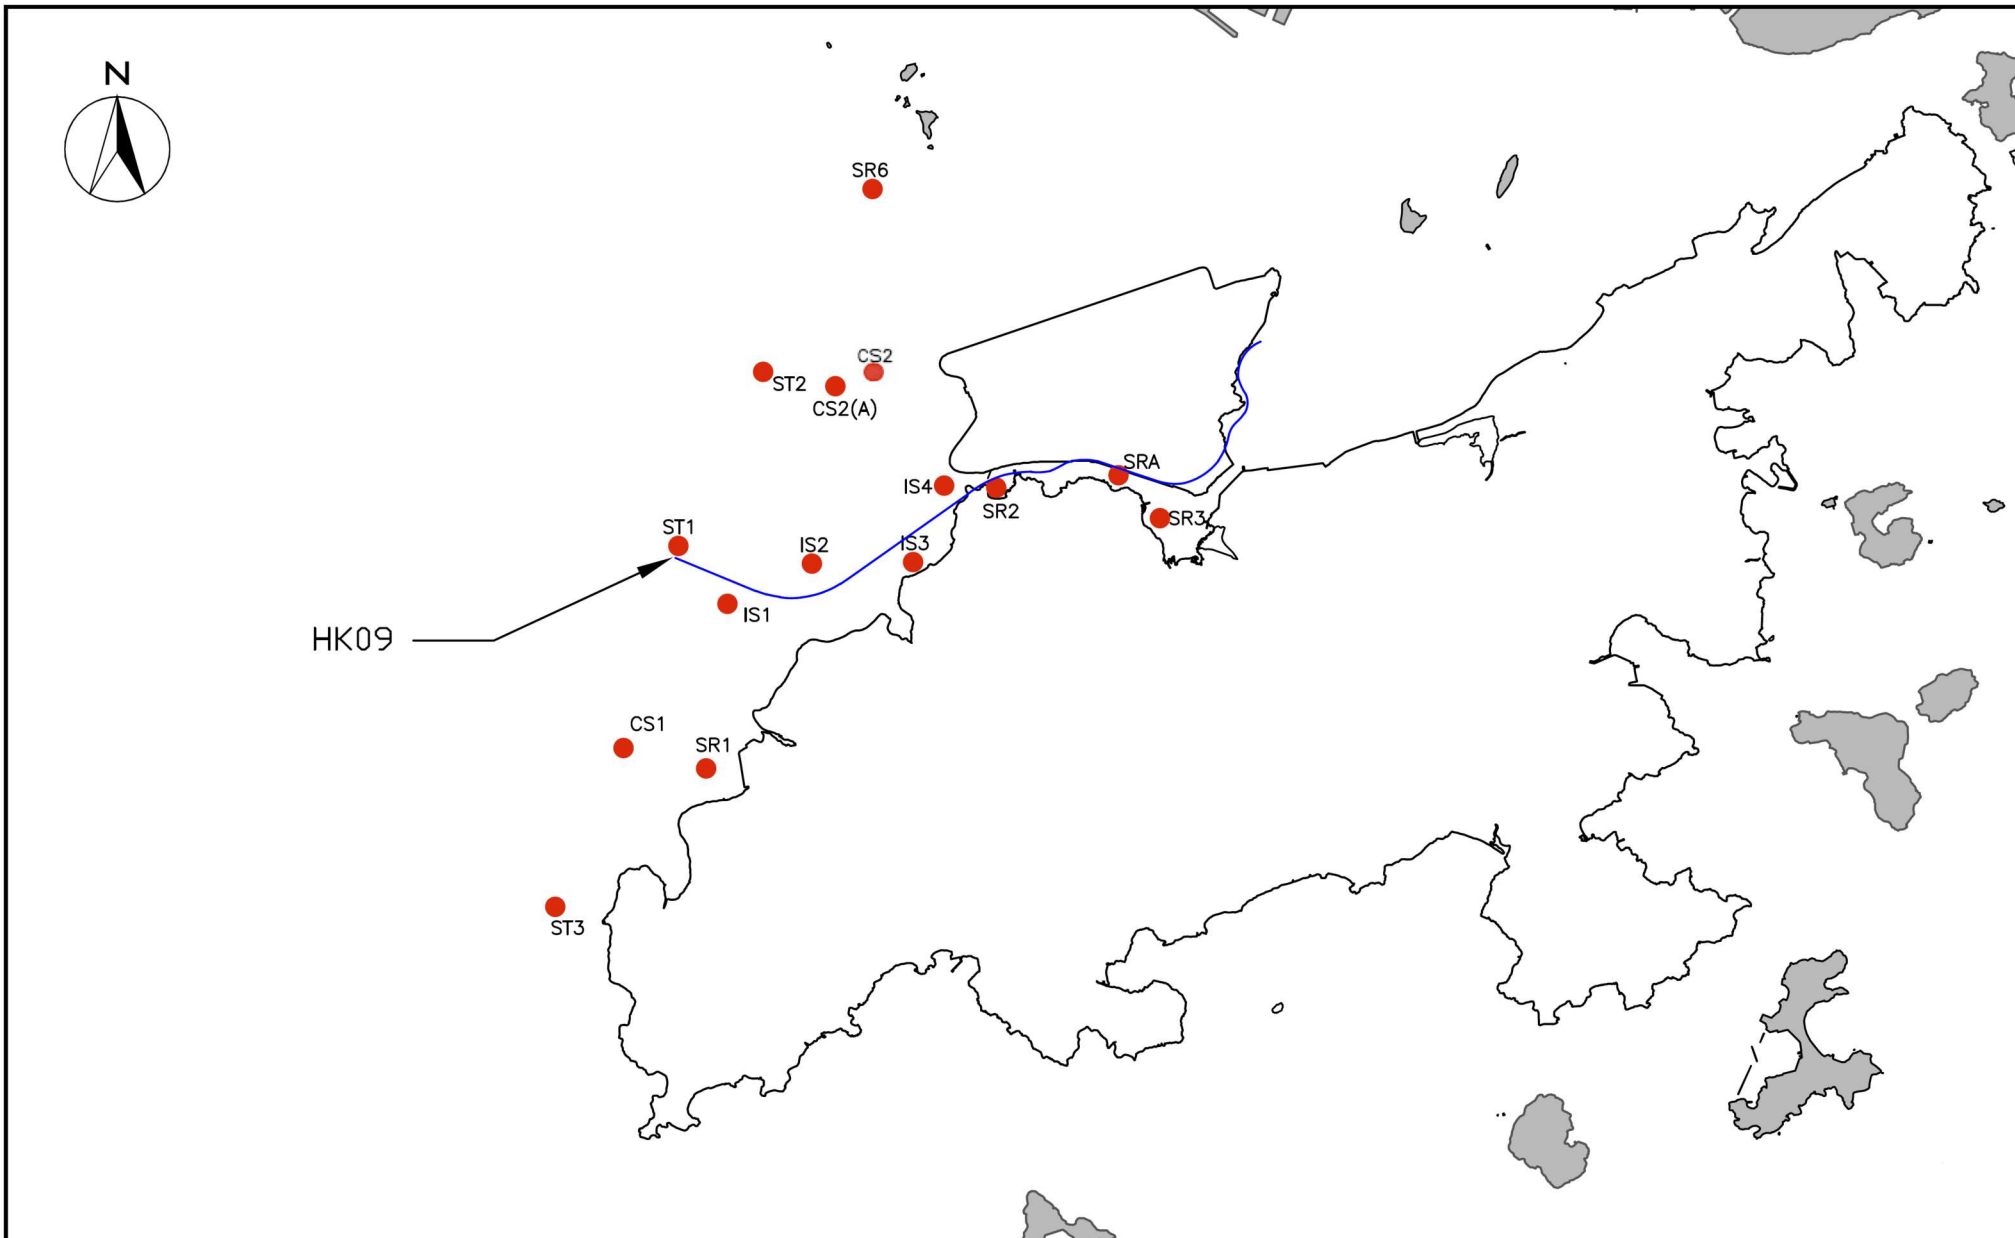 N
SR6
CS2
ST2
CS2(A)
SRA
IS4
SR2
SR3
ST1
IS2
IS3
IS1
HK09
CS1
SR1
ST3